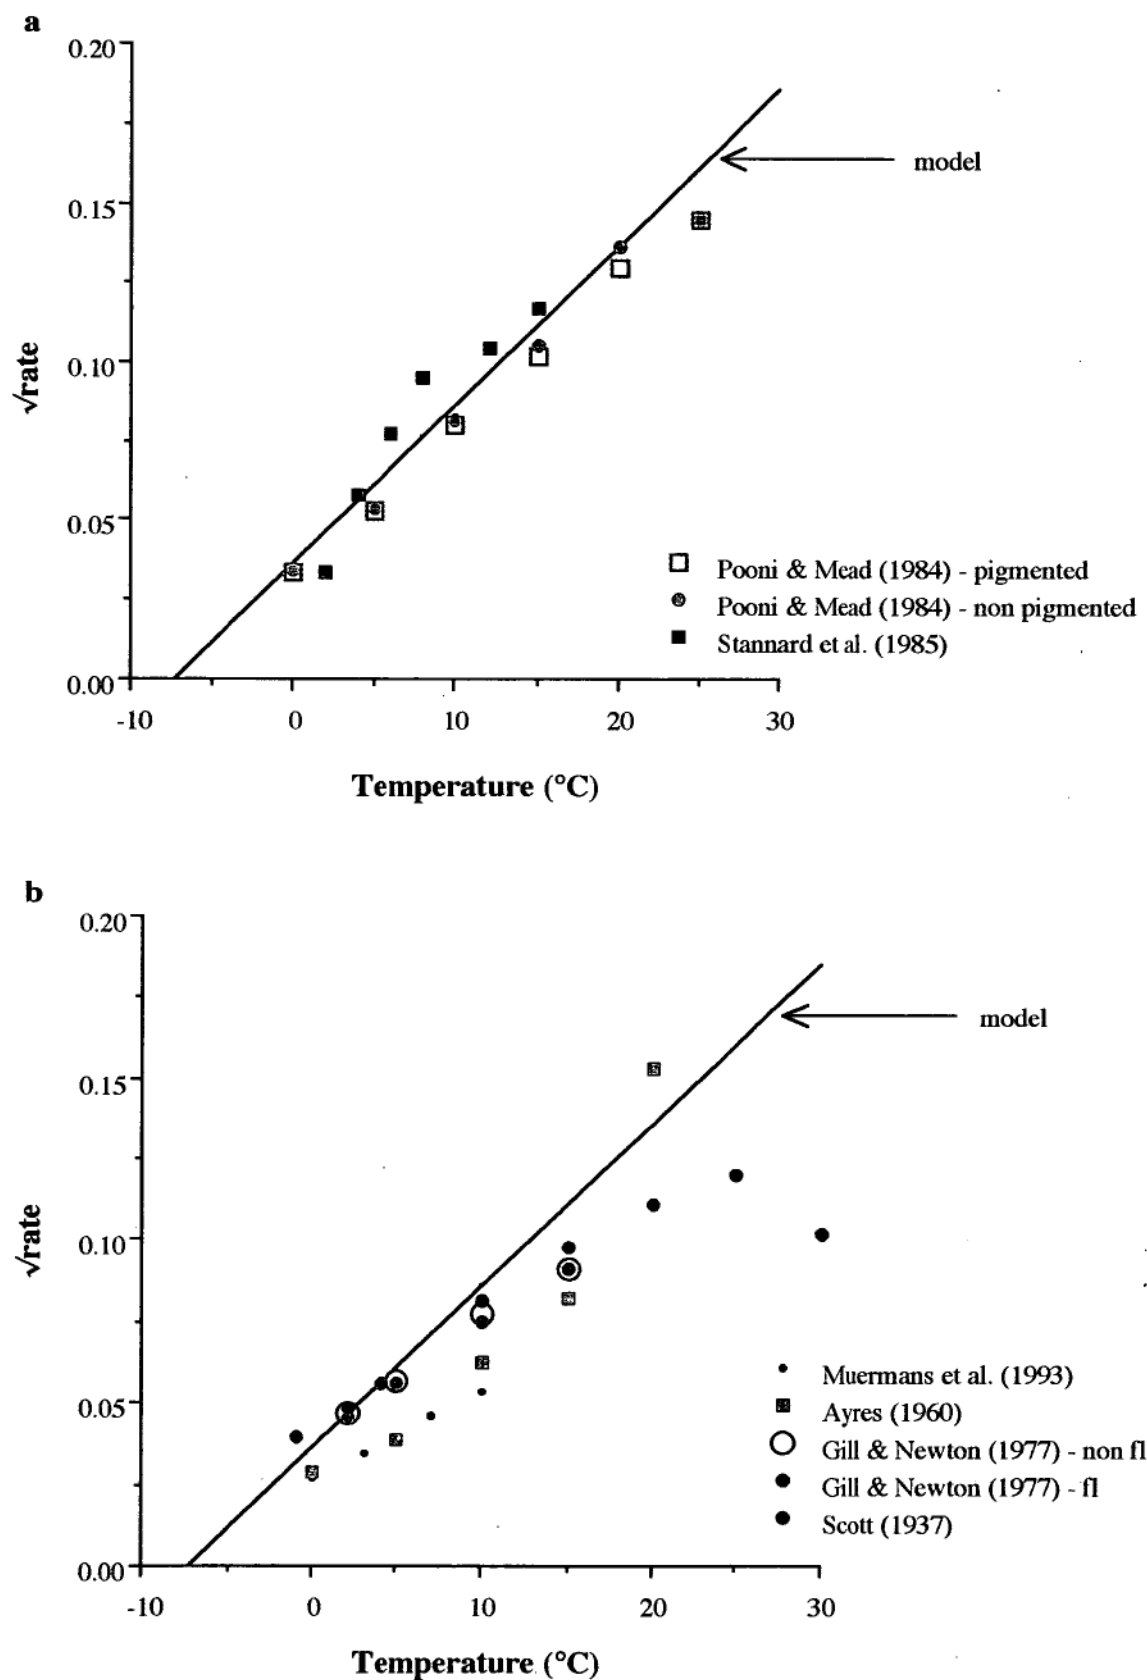 a
0.20
0.15
0.10
0.05
0.00
√rate
model
Pooni & Mead (1984) - pigmented
Pooni & Mead (1984) - non pigmented
Stannard et al. (1985)
-10 0 10 20 30
Temperature (°C)
b
0.20
0.15
0.10
0.05
0.00
√rate
model
Muermans et al. (1993)
Ayres (1960)
Gill & Newton (1977) - non fl
Gill & Newton (1977) - fl
Scott (1937)
-10 0 10 20 30
Temperature (°C)